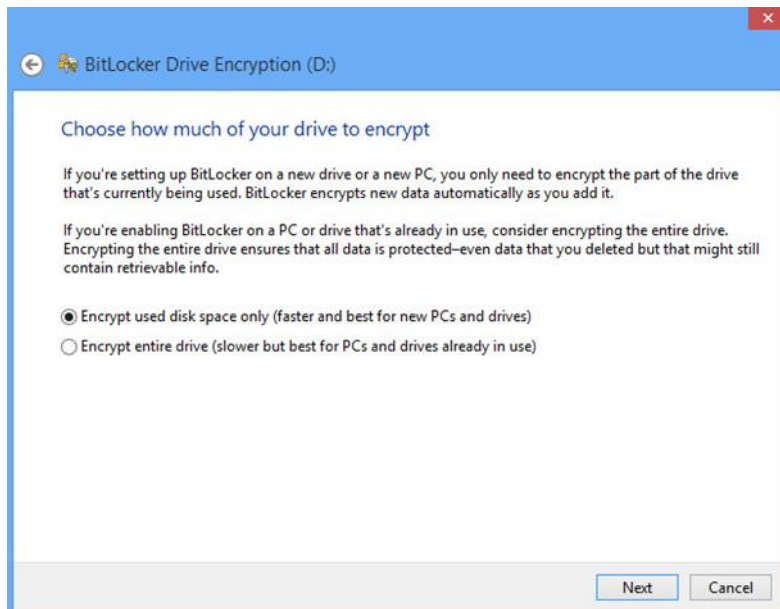 BitLocker Drive Encryption (D:)
Choose how much of your drive to encrypt
If you're setting up BitLocker on a new drive or a new PC, you only need to encrypt the part of the drive
that's currently being used. BitLocker encrypts new data automatically as you add it.
If you're enabling BitLocker on a PC or drive that's already in use, consider encrypting the entire drive.
Encrypting the entire drive ensures that all data is protected–even data that you deleted but that might still
contain retrievable info.
Encrypt used disk space only (faster and best for new PCs and drives)
Encrypt entire drive (slower but best for PCs and drives already in use)
Next Cancel